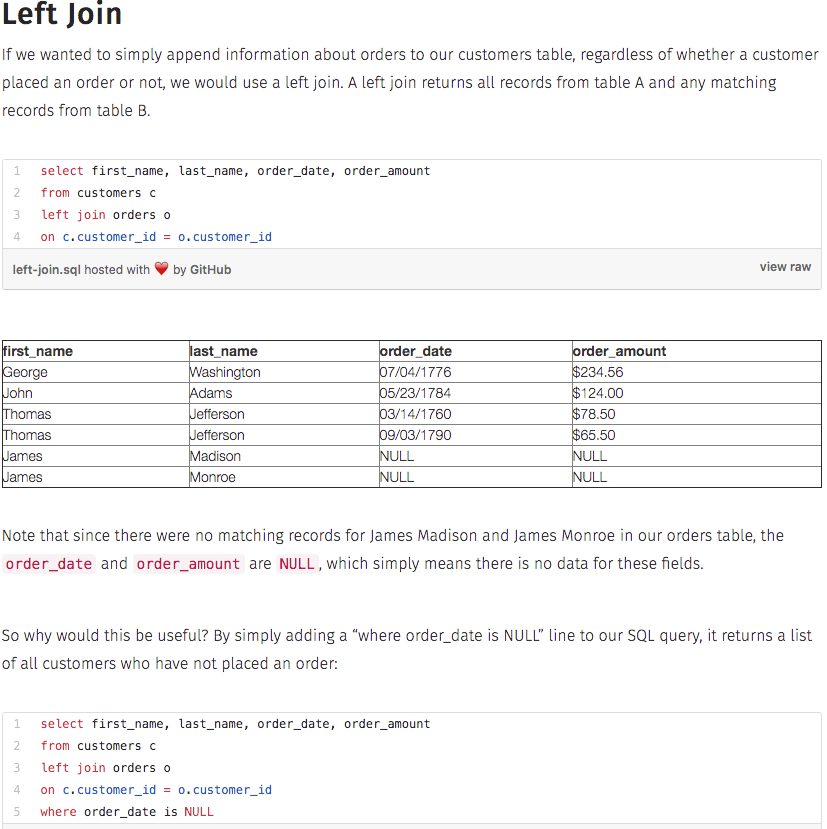 Left Join
If we wanted to simply append information about orders to our customers table, regardless of whether a customer
placed an order or not, we would use a left join. A left join returns all records from table A and any matching
records from table B.
1 select first_name, last_name, order_date, order_amount
2 from customers c
3 left join orders o
4 on c.customer_id = o.customer_id
left-join.sql hosted with ❤ by GitHub view raw
first_name last_name order_date order_amount
George Washington 07/04/1776 $234.56
John Adams 05/23/1784 $124.00
Thomas Jefferson 03/14/1760 $78.50
Thomas Jefferson 09/03/1790 $65.50
James Madison NULL NULL
James Monroe NULL NULL
Note that since there were no matching records for James Madison and James Monroe in our orders table, the
order_date and order_amount are NULL, which simply means there is no data for these fields.
So why would this be useful? By simply adding a “where order_date is NULL” line to our SQL query, it returns a list
of all customers who have not placed an order:
1 select first_name, last_name, order_date, order_amount
2 from customers c
3 left join orders o
4 on c.customer_id = o.customer_id
5 where order_date is NULL